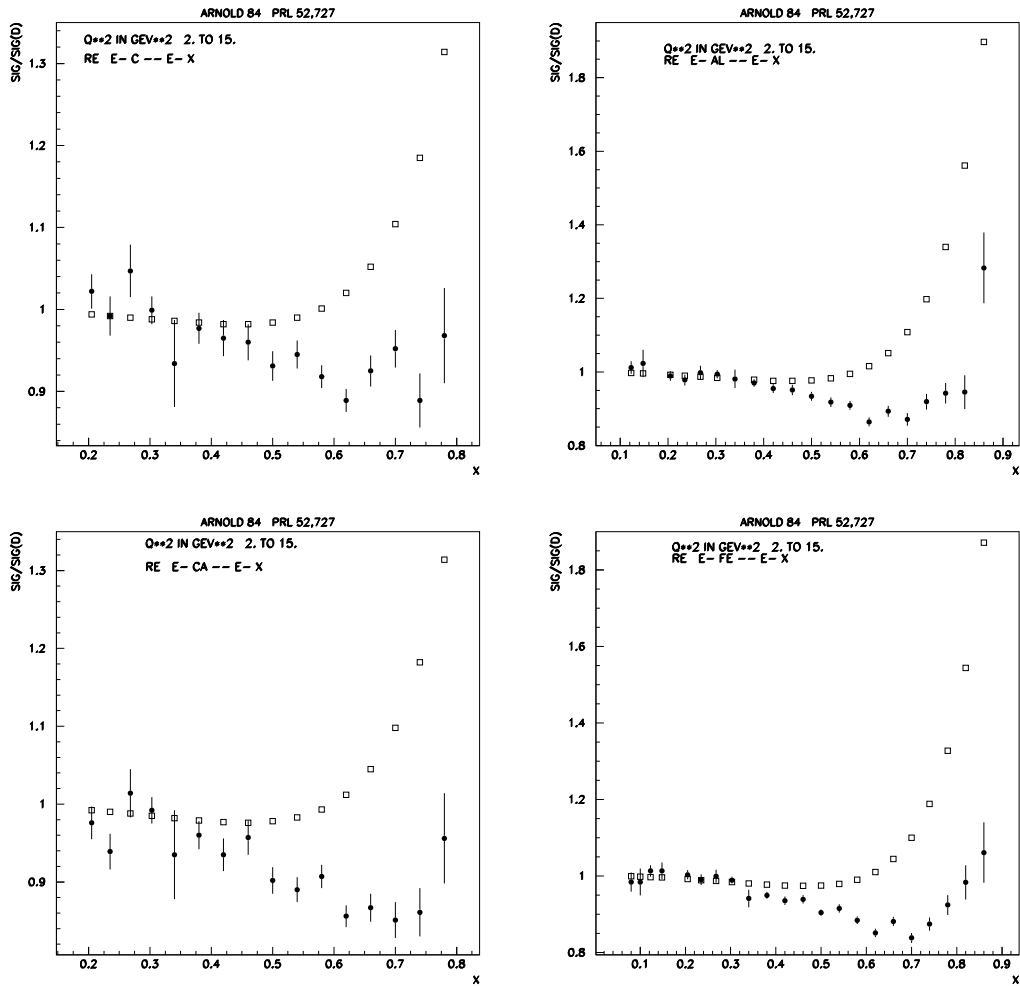 ARNOLD 84 PRL 52,727
SIG/SIG(D)
Q**2 IN GEV**2 2. TO 15.
RE E- C -- E- X
1.3
1.2
1.1
1
0.9
0.2 0.3 0.4 0.5 0.6 0.7 0.8
X
ARNOLD 84 PRL 52,727
SIG/SIG(D)
Q**2 IN GEV**2 2. TO 15.
RE E- AL -- E- X
1.8
1.6
1.4
1.2
1
0.8
0.1 0.2 0.3 0.4 0.5 0.6 0.7 0.8 0.9
X
ARNOLD 84 PRL 52,727
SIG/SIG(D)
Q**2 IN GEV**2 2. TO 15.
RE E- CA -- E- X
1.3
1.2
1.1
1
0.9
0.2 0.3 0.4 0.5 0.6 0.7 0.8
X
ARNOLD 84 PRL 52,727
SIG/SIG(D)
Q**2 IN GEV**2 2. TO 15.
RE E- FE -- E- X
1.8
1.6
1.4
1.2
1
0.8
0.1 0.2 0.3 0.4 0.5 0.6 0.7 0.8 0.9
X